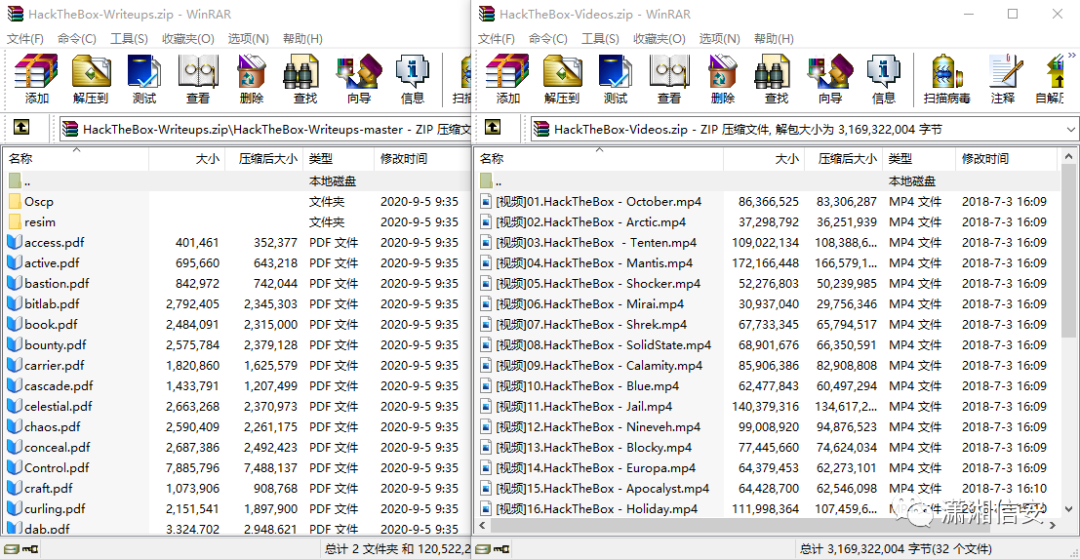 HackTheBox-Writeups.zip - WinRAR
文件(F) 命令(C) 工具(S) 收藏夹(O) 选项(N) 帮助(H)
添加 解压到 测试 查看 删除 查找 向导 信息 扫描
HackTheBox-Writeups.zip\HackTheBox-Writeups-master - ZIP 压缩文
名称 大小 压缩后大小 类型 修改时间
.. 本地磁盘
Oscp 文件夹 2020-9-5 9:35
resim 文件夹 2020-9-5 9:35
access.pdf 401,461 352,377 PDF 文件 2020-9-5 9:35
active.pdf 695,660 643,218 PDF 文件 2020-9-5 9:35
bastion.pdf 842,972 742,044 PDF 文件 2020-9-5 9:35
bitlab.pdf 2,792,405 2,345,303 PDF 文件 2020-9-5 9:35
book.pdf 2,484,091 2,315,000 PDF 文件 2020-9-5 9:35
bounty.pdf 2,575,784 2,379,128 PDF 文件 2020-9-5 9:35
carrier.pdf 1,820,860 1,625,579 PDF 文件 2020-9-5 9:35
cascade.pdf 1,433,791 1,207,499 PDF 文件 2020-9-5 9:35
celestial.pdf 2,663,268 2,370,973 PDF 文件 2020-9-5 9:35
chaos.pdf 2,590,409 2,261,175 PDF 文件 2020-9-5 9:35
conceal.pdf 2,687,386 2,492,423 PDF 文件 2020-9-5 9:35
Control.pdf 7,885,796 7,488,137 PDF 文件 2020-9-5 9:35
craft.pdf 1,073,906 908,768 PDF 文件 2020-9-5 9:35
curling.pdf 2,151,541 1,897,900 PDF 文件 2020-9-5 9:35
dab.pdf 3,324,702 2,948,621 PDF 文件 2020-9-5 9:35
总计 2 文件夹 和 120,522,2
HackTheBox-Videos.zip - WinRAR
文件(F) 命令(C) 工具(S) 收藏夹(O) 选项(N) 帮助(H)
添加 解压到 测试 查看 删除 查找 向导 信息 扫描病毒 注释 自解压
HackTheBox-Videos.zip - ZIP 压缩文件, 解包大小为 3,169,322,004 字节
名称 大小 压缩后大小 类型 修改时间
.. 本地磁盘
[视频]01.HackTheBox - October.mp4 86,366,525 83,306,287 MP4 文件 2018-7-3 16:09
[视频]02.HackTheBox - Arctic.mp4 37,298,792 36,251,939 MP4 文件 2018-7-3 16:09
[视频]03.HackTheBox - Tenten.mp4 109,022,134 108,388,6... MP4 文件 2018-7-3 16:09
[视频]04.HackTheBox - Mantis.mp4 172,166,448 166,579,1... MP4 文件 2018-7-3 16:09
[视频]05.HackTheBox - Shocker.mp4 52,276,803 50,239,985 MP4 文件 2018-7-3 16:09
[视频]06.HackTheBox - Mirai.mp4 30,937,040 29,756,346 MP4 文件 2018-7-3 16:09
[视频]07.HackTheBox - Shrek.mp4 67,733,345 65,794,517 MP4 文件 2018-7-3 16:09
[视频]08.HackTheBox - SolidState.mp4 68,901,676 66,350,591 MP4 文件 2018-7-3 16:09
[视频]09.HackTheBox - Calamity.mp4 85,906,386 82,908,808 MP4 文件 2018-7-3 16:09
[视频]10.HackTheBox - Blue.mp4 62,477,843 60,497,294 MP4 文件 2018-7-3 16:09
[视频]11.HackTheBox - Jail.mp4 140,379,316 134,617,2... MP4 文件 2018-7-3 16:09
[视频]12.HackTheBox - Nineveh.mp4 99,008,920 94,876,523 MP4 文件 2018-7-3 16:09
[视频]13.HackTheBox - Blocky.mp4 77,445,660 74,624,034 MP4 文件 2018-7-3 16:09
[视频]14.HackTheBox - Europa.mp4 64,379,453 62,273,101 MP4 文件 2018-7-3 16:09
[视频]15.HackTheBox - Apocalyst.mp4 64,428,700 62,546,098 MP4 文件 2018-7-3 16:10
[视频]16.HackTheBox - Holiday.mp4 111,998,364 107,459,6... MP4 文件 2018-7-3 16:10
潇湘信安
总计 3,169,322,004 字节(32 个文件)